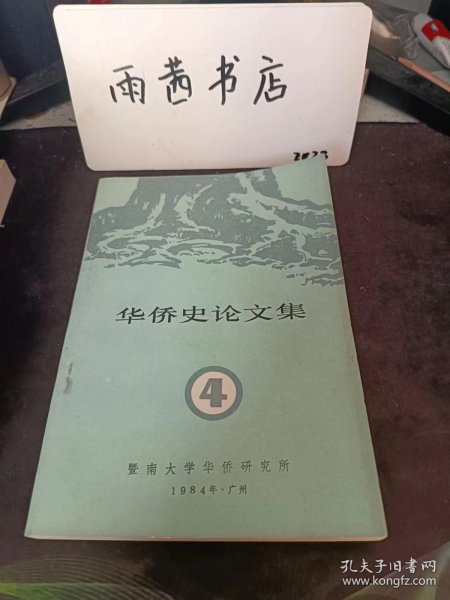 雨茜书店
华侨史论文集
4
暨南大学华侨研究所
1984年·广州
孔夫子旧书网
www.kongfz.com